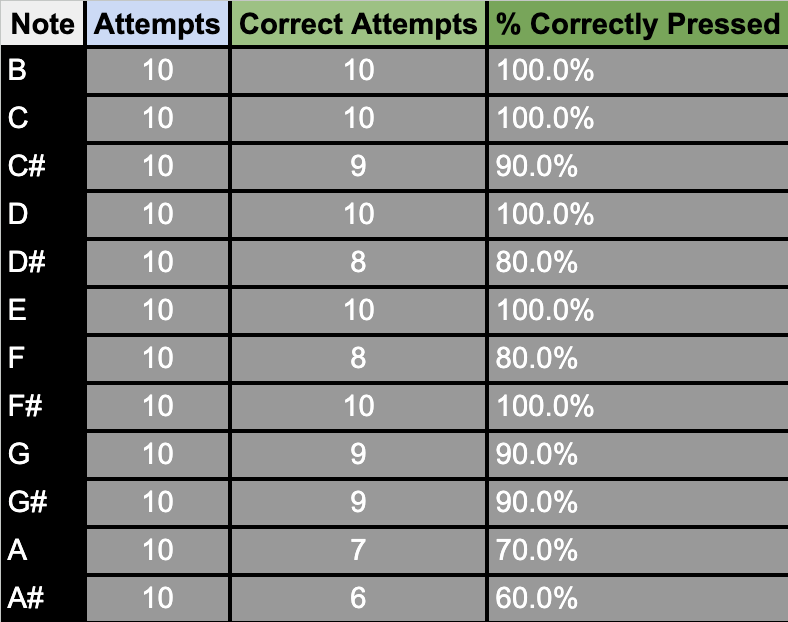 Note Attempts Correct Attempts % Correctly Pressed
B 10 10 100.0%
C 10 10 100.0%
C# 10 9 90.0%
D 10 10 100.0%
D# 10 8 80.0%
E 10 10 100.0%
F 10 8 80.0%
F# 10 10 100.0%
G 10 9 90.0%
G# 10 9 90.0%
A 10 7 70.0%
A# 10 6 60.0%